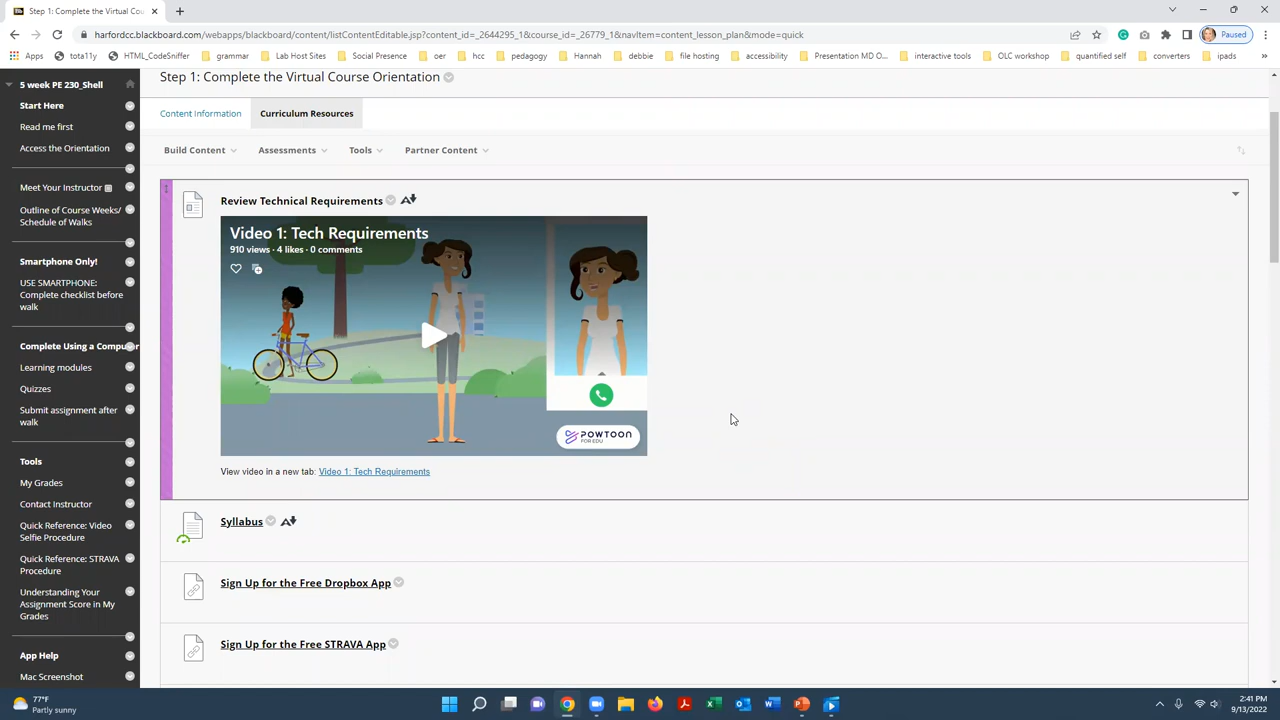 Step 1: Complete the Virtual Cou
Paused
harfordcc.blackboard.com/webapps/blackboard/content/listContentEditable.jsp?content_id=_2644295_1&course_id=_26779_1&navItem=content_lesson_plan&mode=quick
Apps
tota11y
HTML_CodeSniffer
grammar
Lab Host Sites
Social Presence
oer
hcc
pedagogy
Hannah
debbie
file hosting
accessibility
Presentation MD O...
interactive tools
OLC workshop
quantified self
converters
ipads
5 week PE 230_Shell
Start Here
Read me first
Access the Orientation
Meet Your Instructor
Outline of Course Weeks/
Schedule of Walks
Smartphone Only!
USE SMARTPHONE:
Complete checklist before
walk
Complete Using a Computer
Learning modules
Quizzes
Submit assignment after
walk
Tools
My Grades
Contact Instructor
Quick Reference: Video
Selfie Procedure
Quick Reference: STRAVA
Procedure
Understanding Your
Assignment Score in My
Grades
App Help
Mac Screenshot
Step 1: Complete the Virtual Course Orientation
Content Information
Curriculum Resources
Build Content
Assessments
Tools
Partner Content
Review Technical Requirements
Video 1: Tech Requirements
910 views · 4 likes · 0 comments
POWTOON
FOR EDU
View video in a new tab: Video 1: Tech Requirements
Syllabus
Sign Up for the Free Dropbox App
Sign Up for the Free STRAVA App
77°F
Partly sunny
2:41 PM
9/13/2022